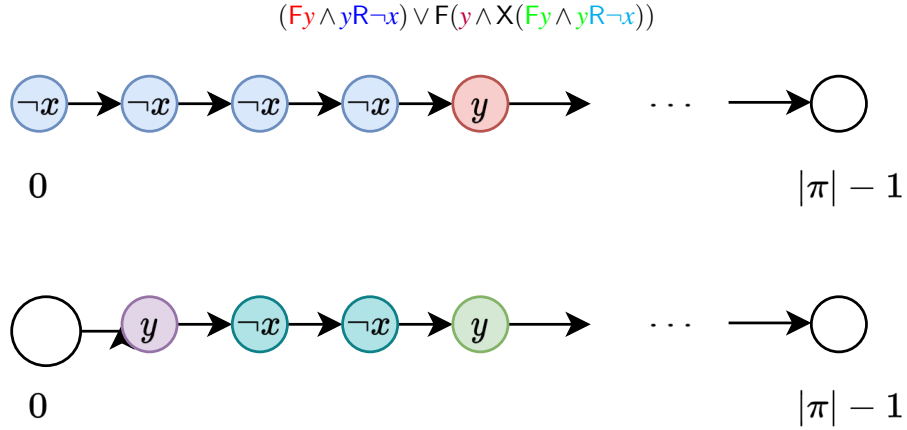 (Fy ∧ yR¬x) ∨ F(y ∧ X(Fy ∧ yR¬x))
¬x ¬x ¬x ¬x y ...
0 |π| − 1
y ¬x ¬x y ...
0 |π| − 1